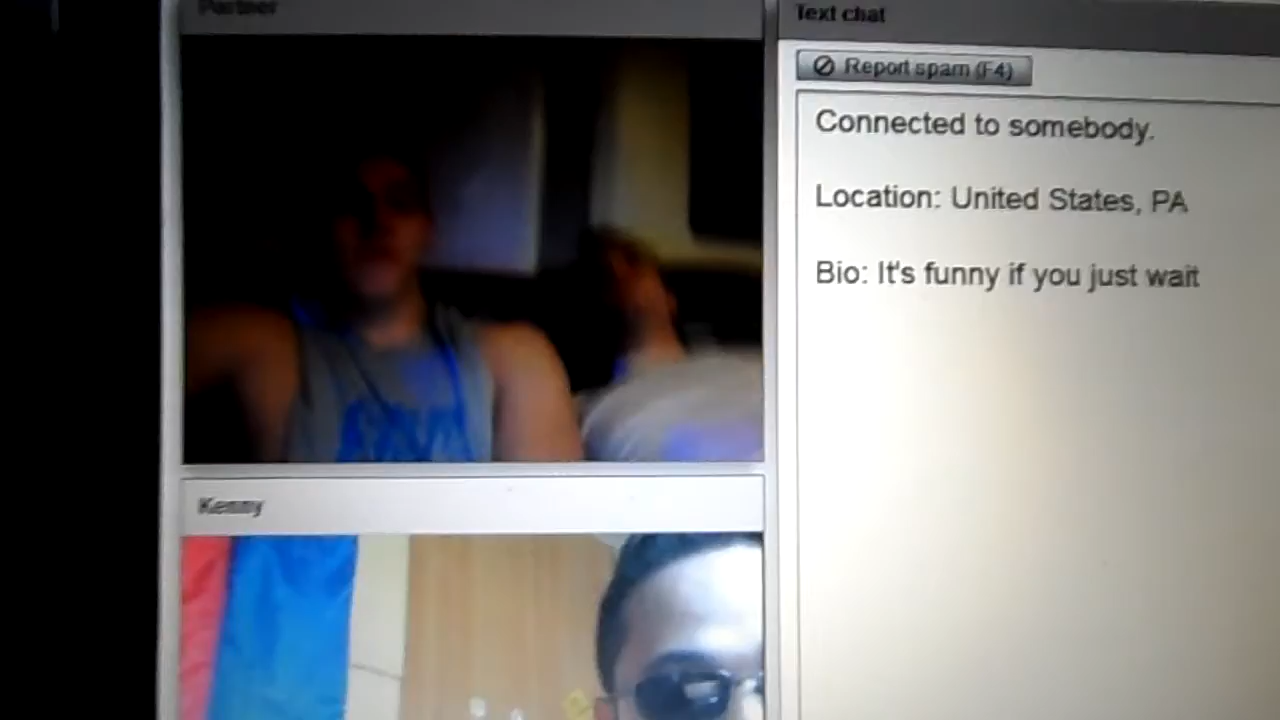 Partner
Text chat
Report spam (F4)
Connected to somebody.
Location: United States, PA
Bio: It's funny if you just wait
Kenny